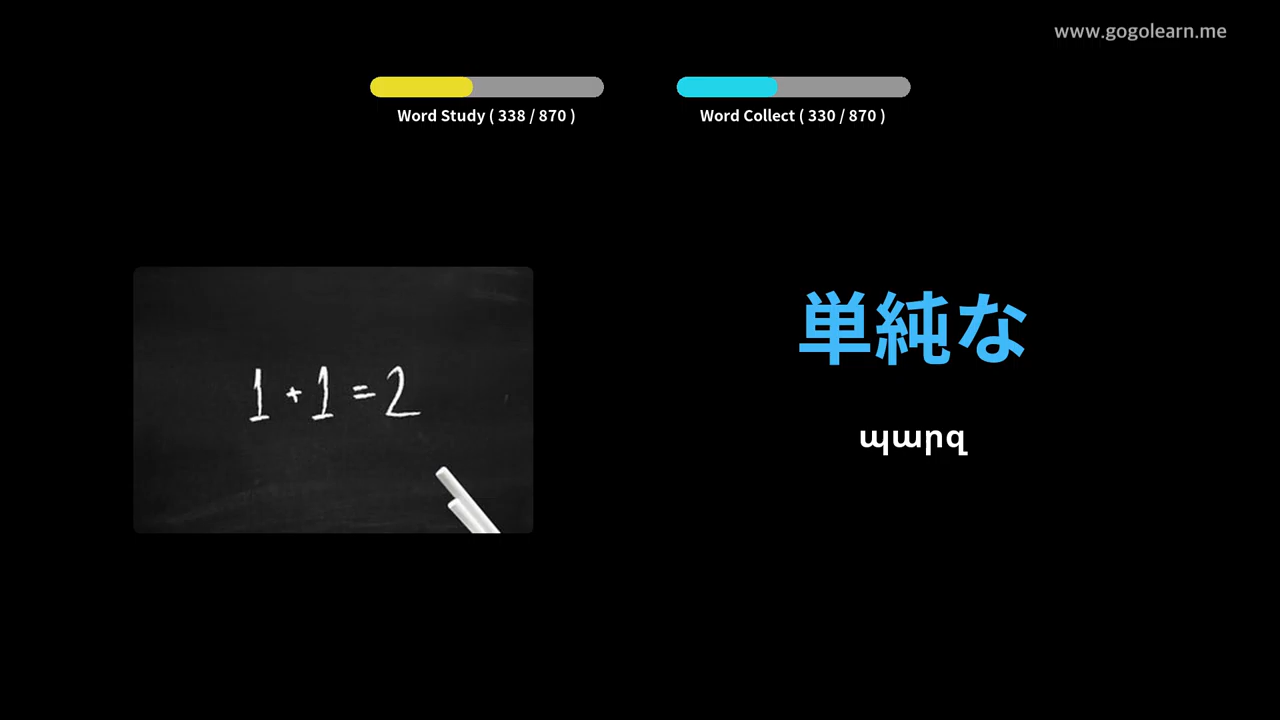 www.gogolearn.me
Word Study ( 338 / 870 )
Word Collect ( 330 / 870 )
1 + 1 = 2
単純な
պարզ